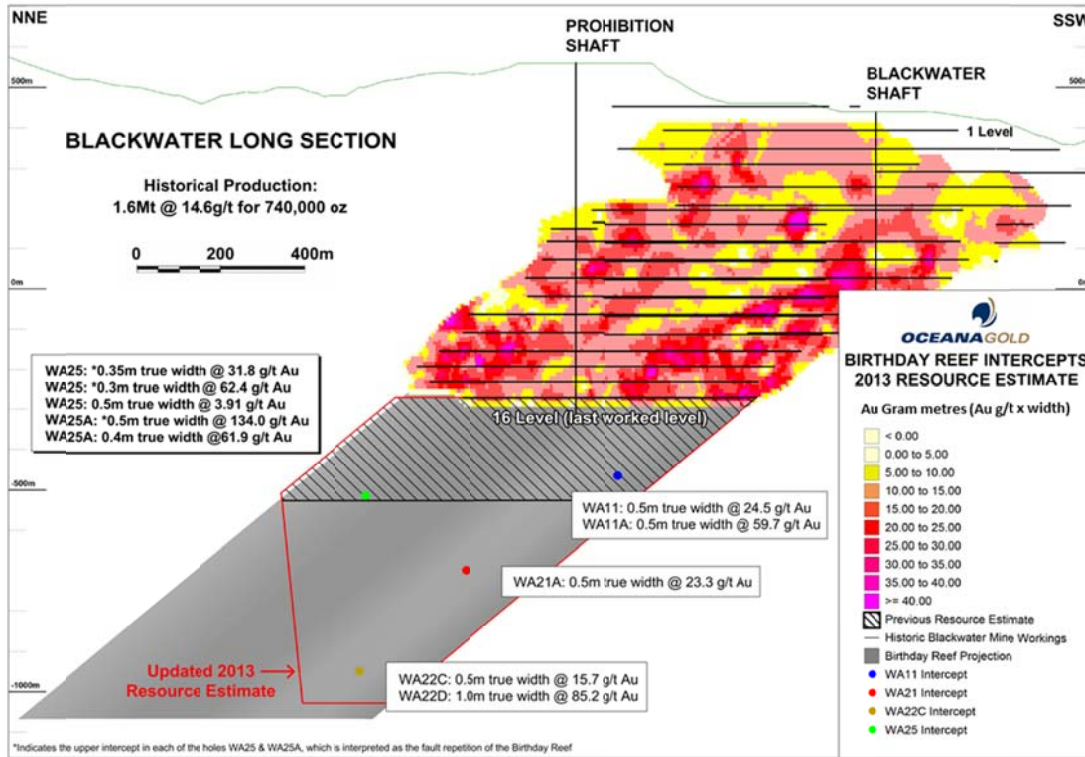 NNE
PROHIBITION
SHAFT
SSW
BLACKWATER
SHAFT
500m
BLACKWATER LONG SECTION
1 Level
Historical Production:
1.6Mt @ 14.6g/t for 740,000 oz
0 200 400m
0m
0m
OCEANAGOLD
BIRTHDAY REEF INTERCEPTS
2013 RESOURCE ESTIMATE
Au Gram metres (Au g/t x width)
< 0.00
0.00 to 5.00
5.00 to 10.00
10.00 to 15.00
15.00 to 20.00
20.00 to 25.00
25.00 to 30.00
30.00 to 35.00
35.00 to 40.00
>= 40.00
Previous Resource Estimate
Historic Blackwater Mine Workings
Birthday Reef Projection
WA11 Intercept
WA21 Intercept
WA22C Intercept
WA25 Intercept
WA25: *0.35m true width @ 31.8 g/t Au
WA25: *0.3m true width @ 62.4 g/t Au
WA25: 0.5m true width @ 3.91 g/t Au
WA25A: *0.5m true width @ 134.0 g/t Au
WA25A: 0.4m true width @61.9 g/t Au
16 Level (last worked level)
-500m
WA11: 0.5m true width @ 24.5 g/t Au
WA11A: 0.5m true width @ 59.7 g/t Au
WA21A: 0.5m true width @ 23.3 g/t Au
Updated 2013
Resource Estimate
WA22C: 0.5m true width @ 15.7 g/t Au
WA22D: 1.0m true width @ 85.2 g/t Au
-1000m
*Indicates the upper intercept in each of the holes WA25 & WA25A, which is interpreted as the fault repetition of the Birthday Reef